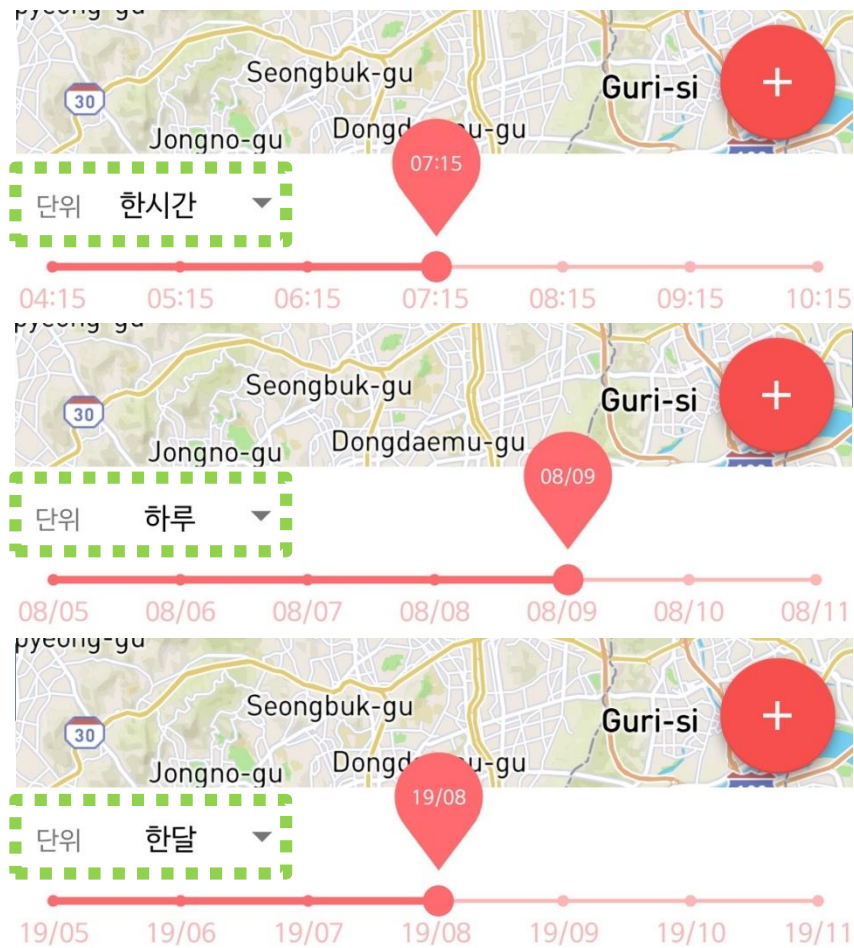 Seongbuk-gu
Guri-si
+
30
Jongno-gu
07:15
단위 한시간
04:15 05:15 06:15 07:15 08:15 09:15 10:15
Seongbuk-gu
Guri-si
+
30
Dongdaemu-gu
Jongno-gu
08/09
단위 하루
08/05 08/06 08/07 08/08 08/09 08/10 08/11
pyeong-gu
Seongbuk-gu
Guri-si
+
30
Jongno-gu
19/08
단위 한달
19/05 19/06 19/07 19/08 19/09 19/10 19/11